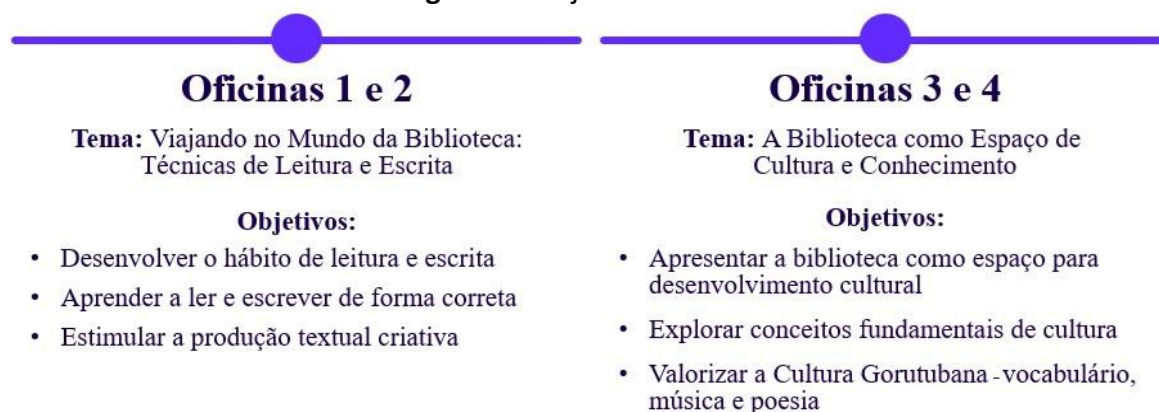 Oficinas 1 e 2
Tema: Viajando no Mundo da Biblioteca:
Técnicas de Leitura e Escrita
Objetivos:
• Desenvolver o hábito de leitura e escrita
• Aprender a ler e escrever de forma correta
• Estimular a produção textual criativa
Oficinas 3 e 4
Tema: A Biblioteca como Espaço de
Cultura e Conhecimento
Objetivos:
• Apresentar a biblioteca como espaço para
desenvolvimento cultural
• Explorar conceitos fundamentais de cultura
• Valorizar a Cultura Gorutubana - vocabulário,
música e poesia